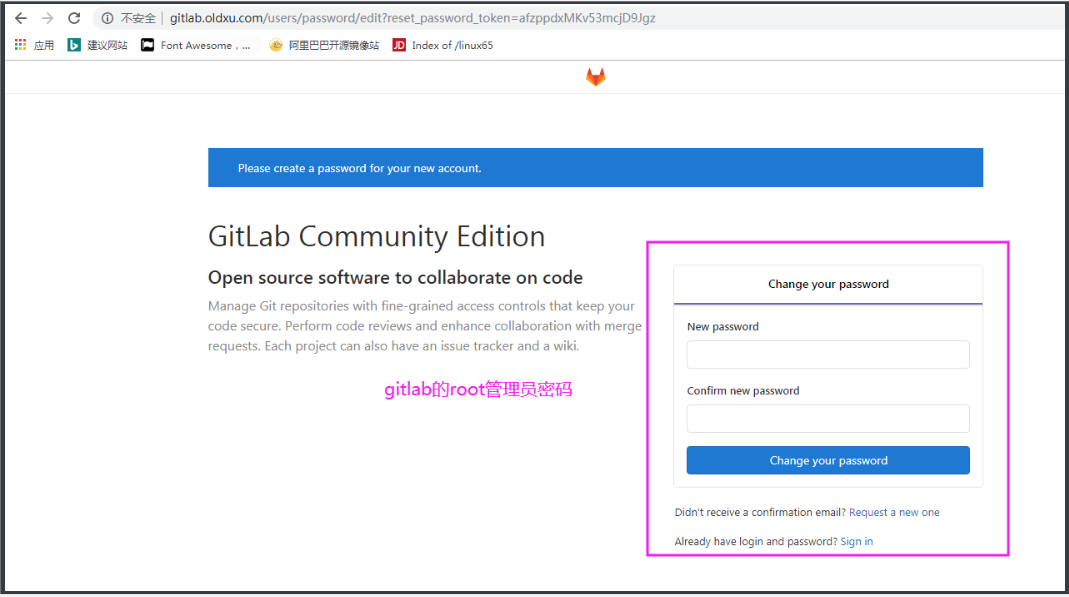 不安全 gitlab.oldxu.com/users/password/edit?reset_password_token=afzppdxMKv53mcjD9Jgz
应用 建议网站 Font Awesome，... 阿里巴巴开源镜像站 JD Index of /linux65
Please create a password for your new account.
GitLab Community Edition
Open source software to collaborate on code
Manage Git repositories with fine-grained access controls that keep your
code secure. Perform code reviews and enhance collaboration with merge
requests. Each project can also have an issue tracker and a wiki.
gitlab的root管理员密码
Change your password
New password
Confirm new password
Change your password
Didn't receive a confirmation email? Request a new one
Already have login and password? Sign in